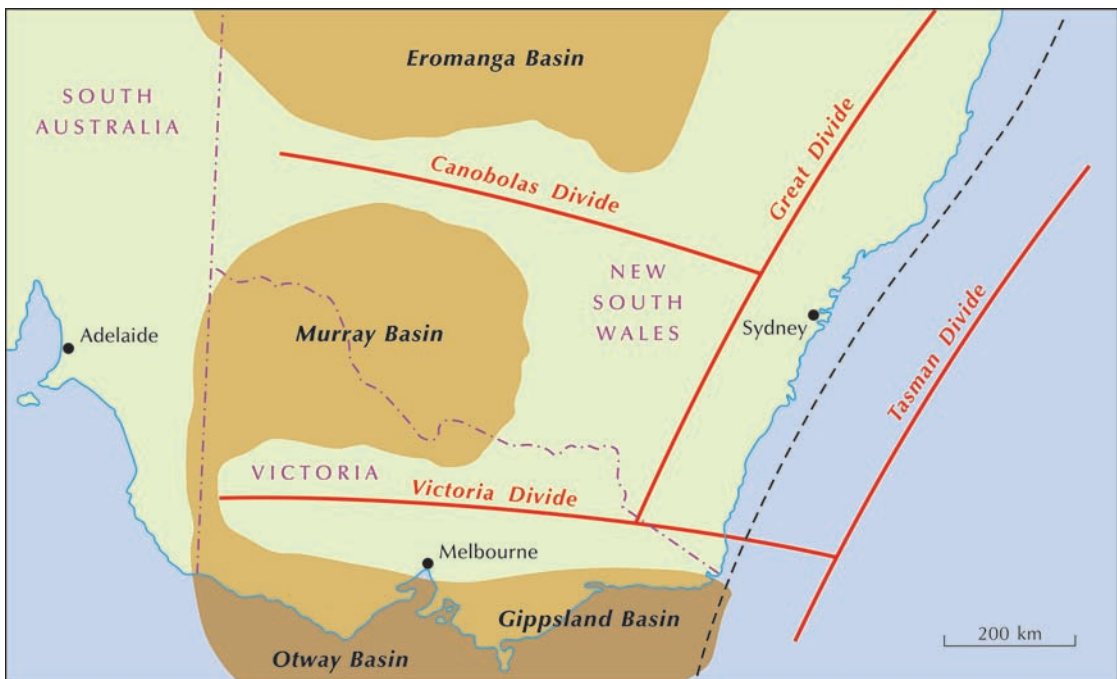 Eromanga Basin
SOUTH
AUSTRALIA
Great Divide
Canobolas Divide
NEW
SOUTH
WALES
Adelaide
Murray Basin
Sydney
Tasman Divide
VICTORIA
Victoria Divide
Melbourne
Gippsland Basin
200 km
Otway Basin